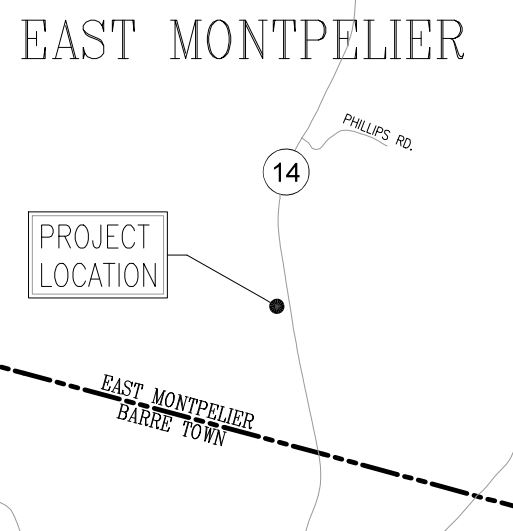 EAST MONTPELIER
PHILLIPS RD.
14
PROJECT
LOCATION
EAST MONTPELIER
BARRE TOWN